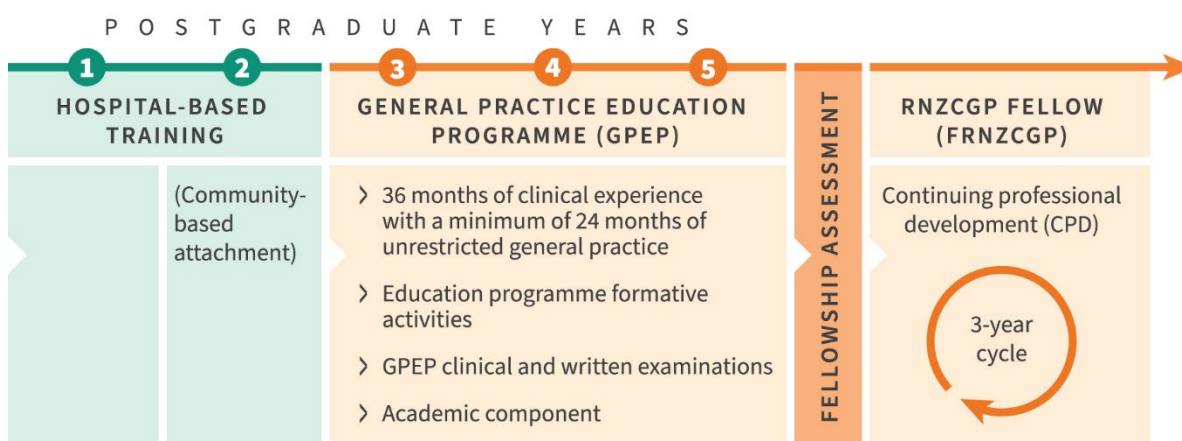 POSTGRADUATE YEARS
1 2 3 4 5
HOSPITAL-BASED
TRAINING
(Community-
based
attachment)
GENERAL PRACTICE EDUCATION
PROGRAMME (GPEP)
> 36 months of clinical experience
with a minimum of 24 months of
unrestricted general practice
> Education programme formative
activities
> GPEP clinical and written examinations
> Academic component
FELLOWSHIP ASSESSMENT
RNZCGP FELLOW
(FRNZCGP)
Continuing professional
development (CPD)
3-year
cycle